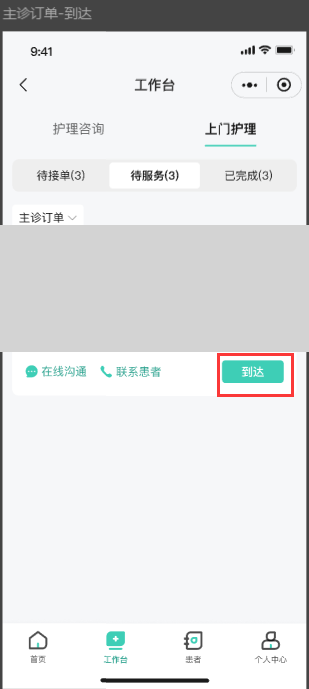 主诊订单-到达
9:41
工作台
护理咨询 上门护理
待接单(3) 待服务(3) 已完成(3)
主诊订单
在线沟通 联系患者 到达
首页 工作台 患者 个人中心